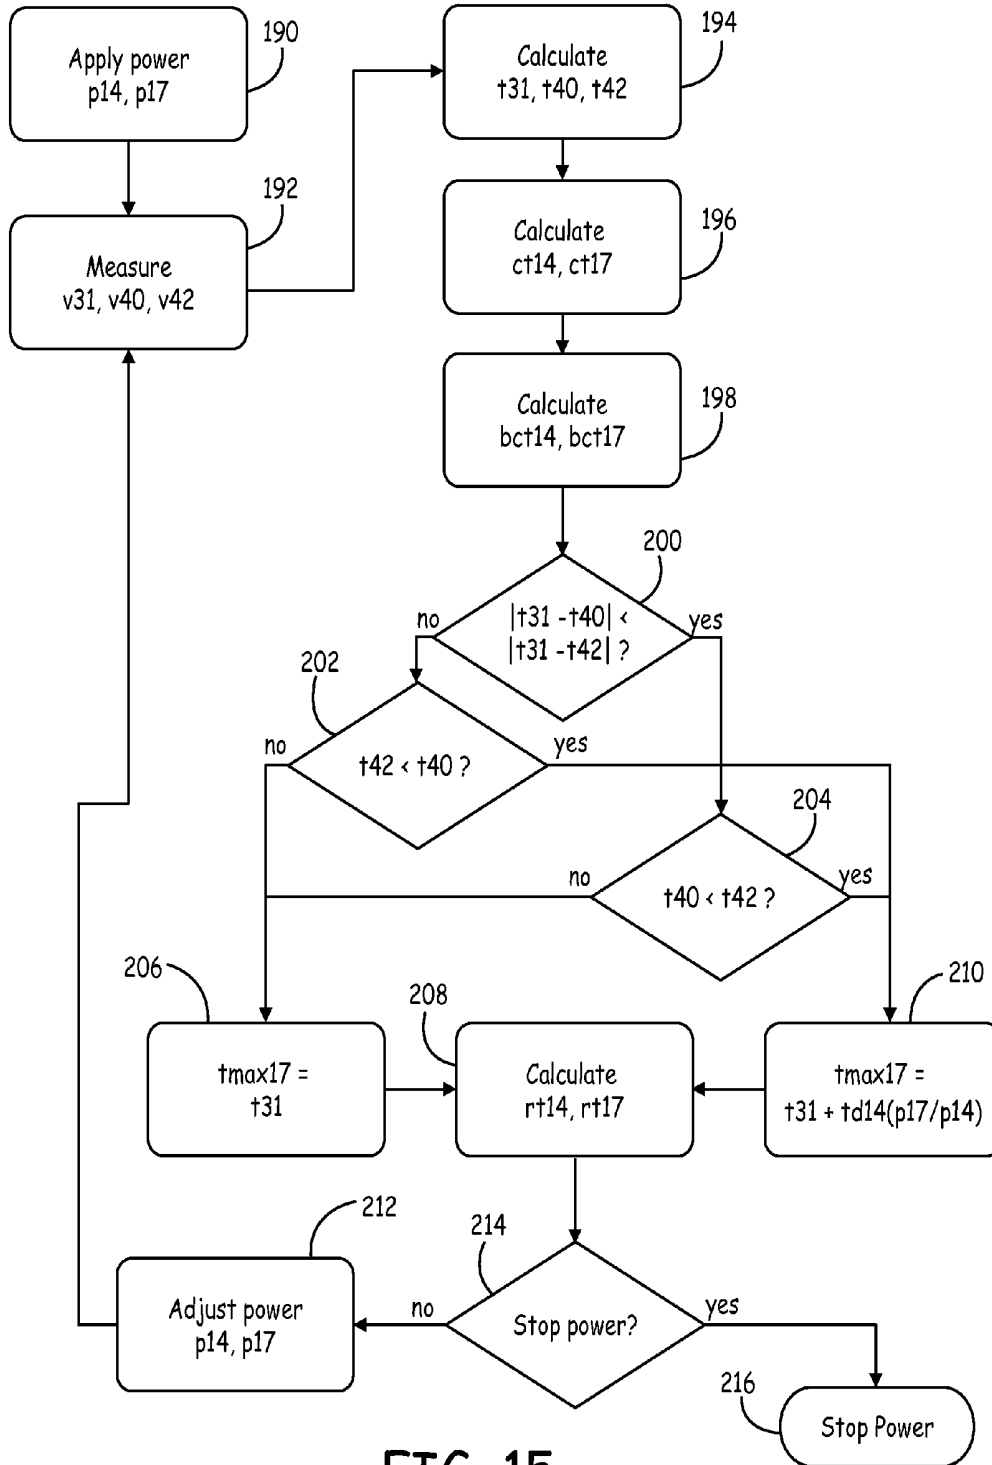 Apply power
p14, p17
190
Calculate
t31, t40, t42
194
Measure
v31, v40, v42
192
Calculate
ct14, ct17
196
Calculate
bct14, bct17
198
|t31 -t40| <
|t31 -t42| ?
200
no
yes
202
t42 < t40 ?
no
yes
204
t40 < t42 ?
no
yes
206
tmax17 =
t31
208
Calculate
rt14, rt17
210
tmax17 =
t31 + td14(p17/p14)
212
Adjust power
p14, p17
214
Stop power?
no
yes
216
Stop Power
FIG. 15